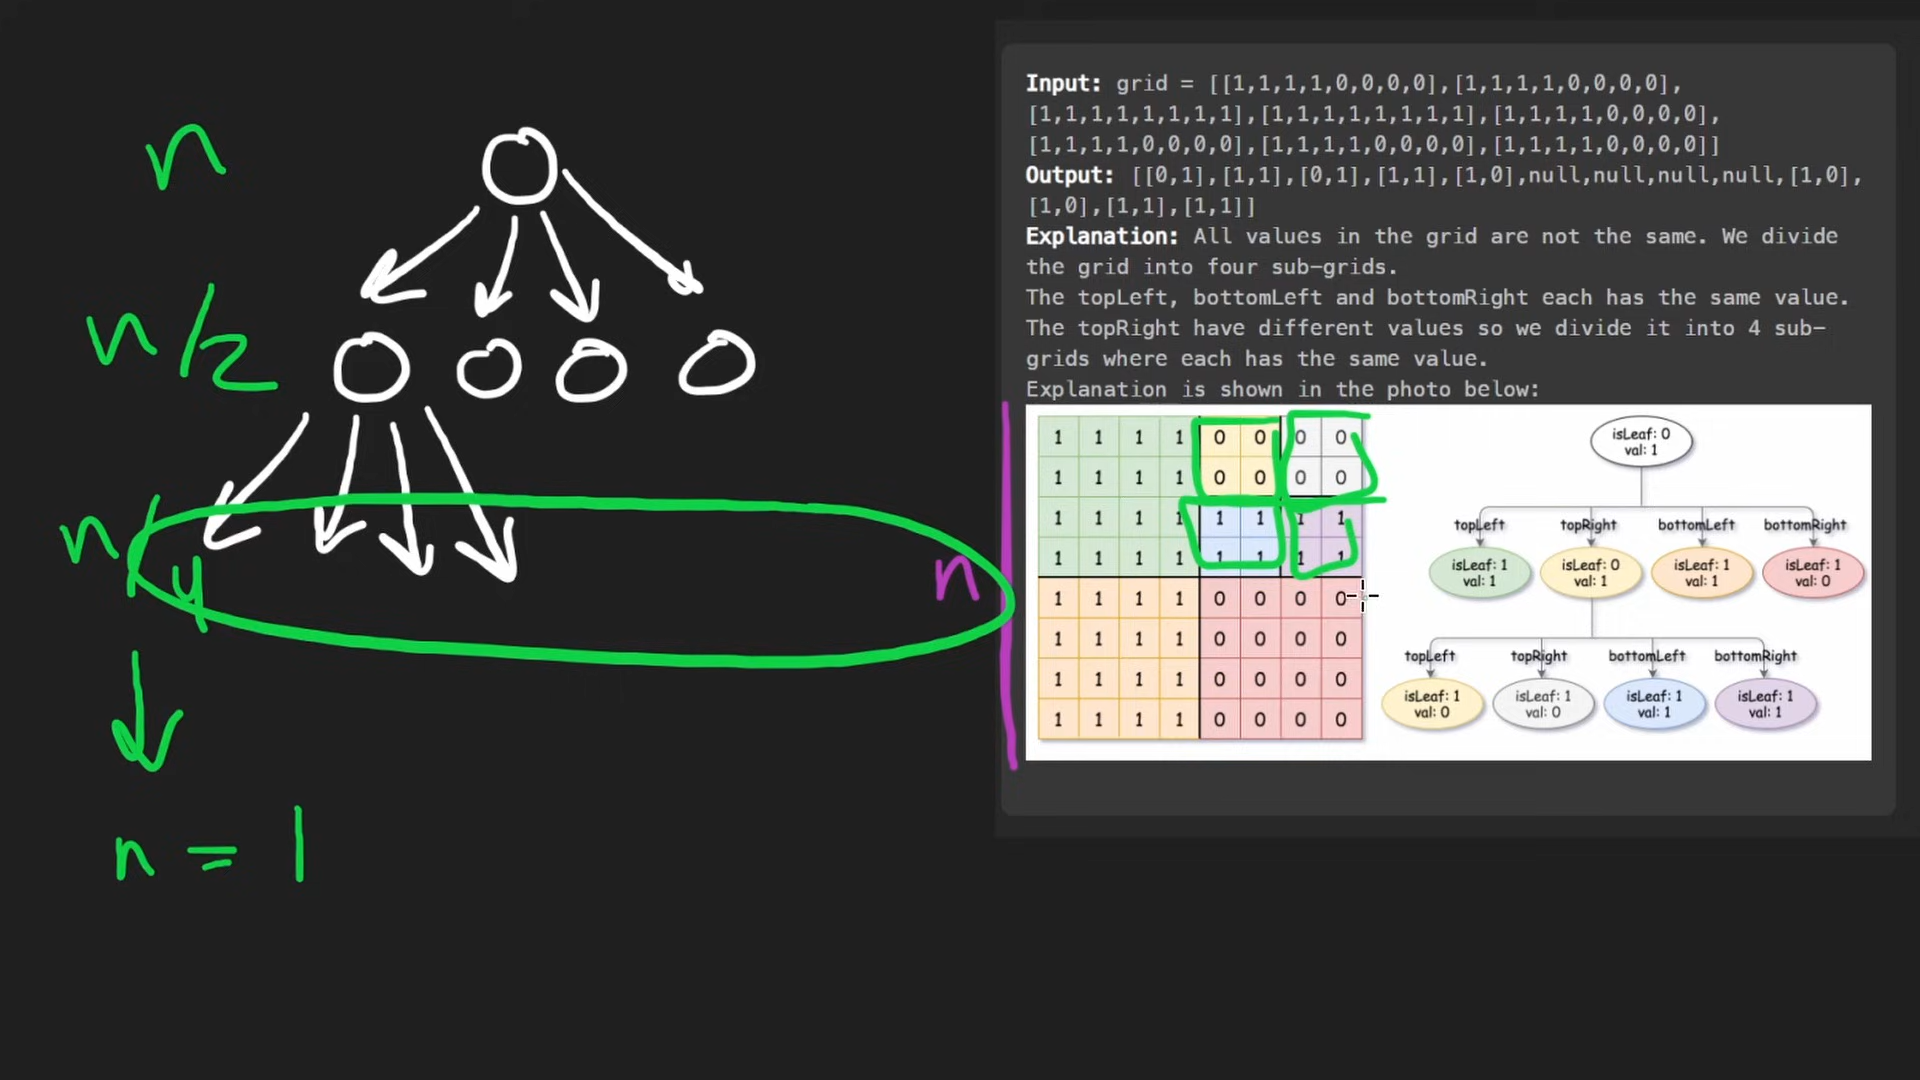 n
n/2
n/4
n
n = 1
Input: grid = [[1,1,1,1,0,0,0,0],[1,1,1,1,0,0,0,0],
[1,1,1,1,1,1,1,1],[1,1,1,1,1,1,1,1],[1,1,1,1,0,0,0,0],
[1,1,1,1,0,0,0,0],[1,1,1,1,0,0,0,0],[1,1,1,1,0,0,0,0]]
Output: [[0,1],[1,1],[0,1],[1,1],[1,0],null,null,null,null,[1,0],
[1,0],[1,1],[1,1]]
Explanation: All values in the grid are not the same. We divide
the grid into four sub-grids.
The topLeft, bottomLeft and bottomRight each has the same value.
The topRight have different values so we divide it into 4 sub-
grids where each has the same value.
Explanation is shown in the photo below:
1 1 1 1 0 0 0 0
1 1 1 1 0 0 0 0
1 1 1 1 1 1 1 1
1 1 1 1 1 1 1 1
1 1 1 1 0 0 0 0
1 1 1 1 0 0 0 0
1 1 1 1 0 0 0 0
1 1 1 1 0 0 0 0
isLeaf: 0
val: 1
topLeft topRight bottomLeft bottomRight
isLeaf: 1 isLeaf: 0 isLeaf: 1 isLeaf: 1
val: 1 val: 1 val: 1 val: 0
topLeft topRight bottomLeft bottomRight
isLeaf: 1 isLeaf: 1 isLeaf: 1 isLeaf: 1
val: 0 val: 0 val: 1 val: 1